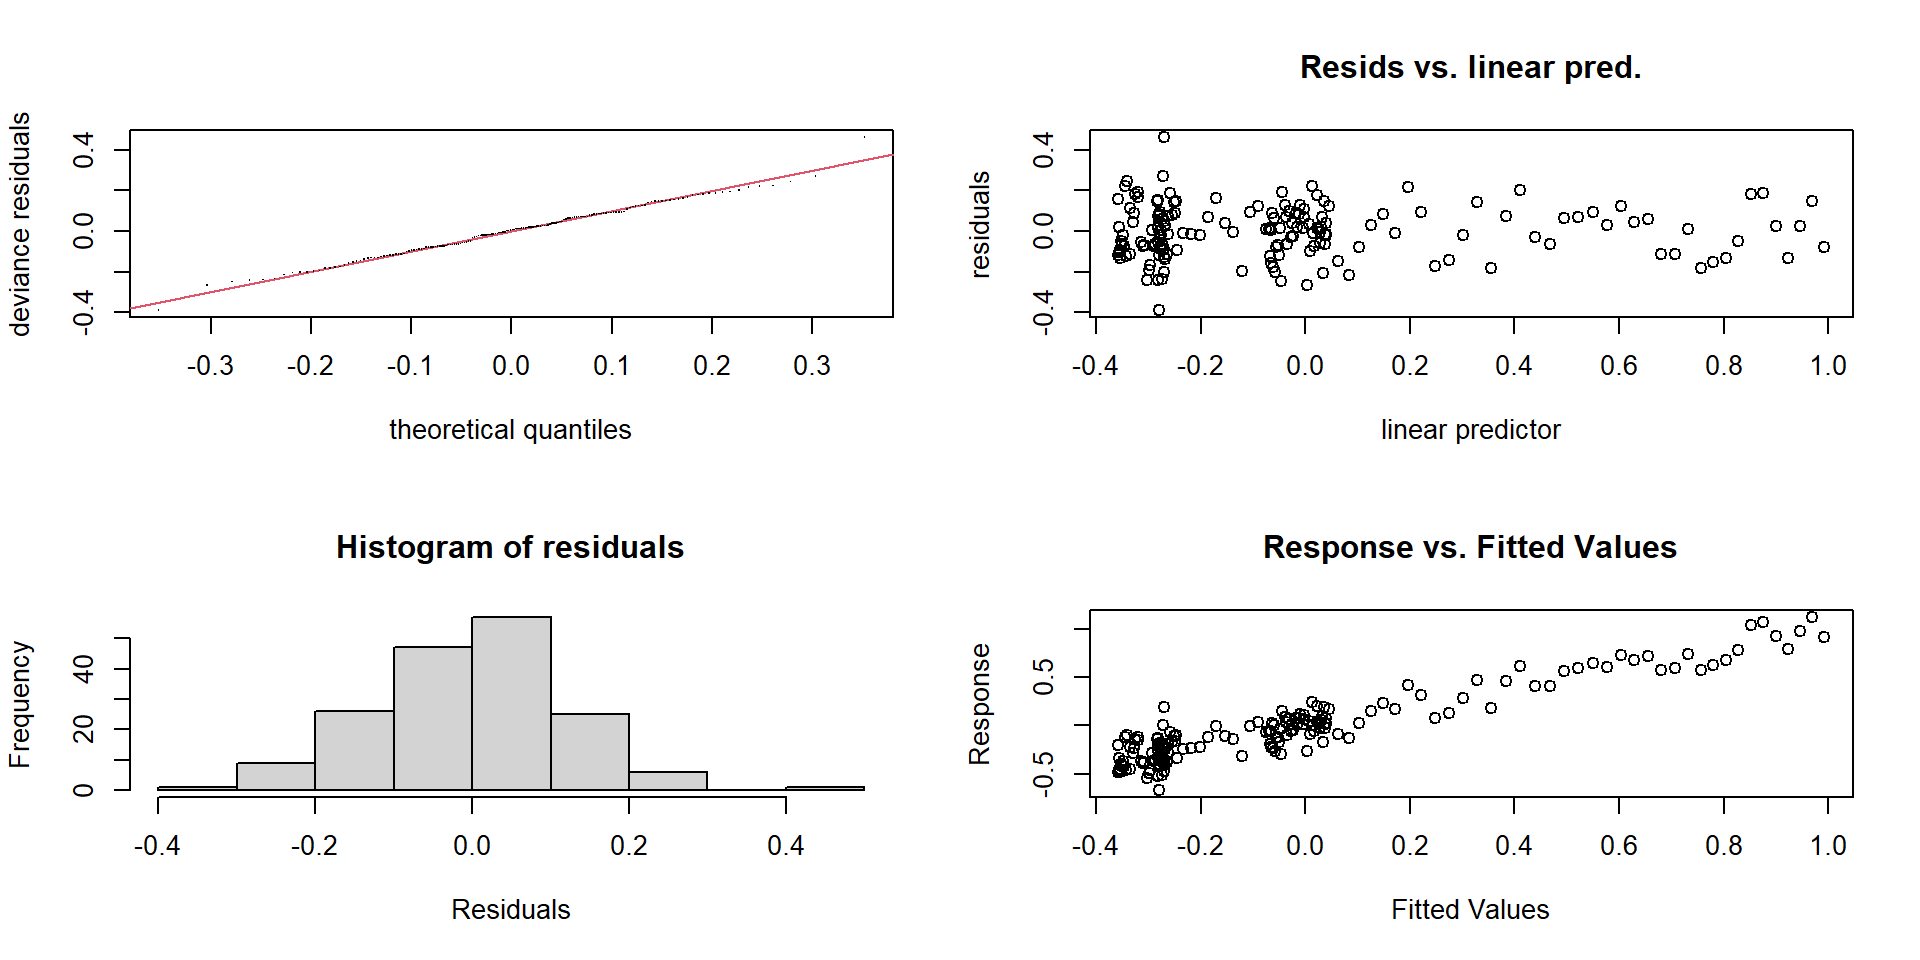 deviance residuals
0.4
0.0
-0.4
-0.3 -0.2 -0.1 0.0 0.1 0.2 0.3
theoretical quantiles
Resids vs. linear pred.
residuals
0.4
0.0
-0.4
-0.4 -0.2 0.0 0.2 0.4 0.6 0.8 1.0
linear predictor
Histogram of residuals
Frequency
40
20
0
-0.4 -0.2 0.0 0.2 0.4
Residuals
Response vs. Fitted Values
Response
0.5
-0.5
-0.4 -0.2 0.0 0.2 0.4 0.6 0.8 1.0
Fitted Values